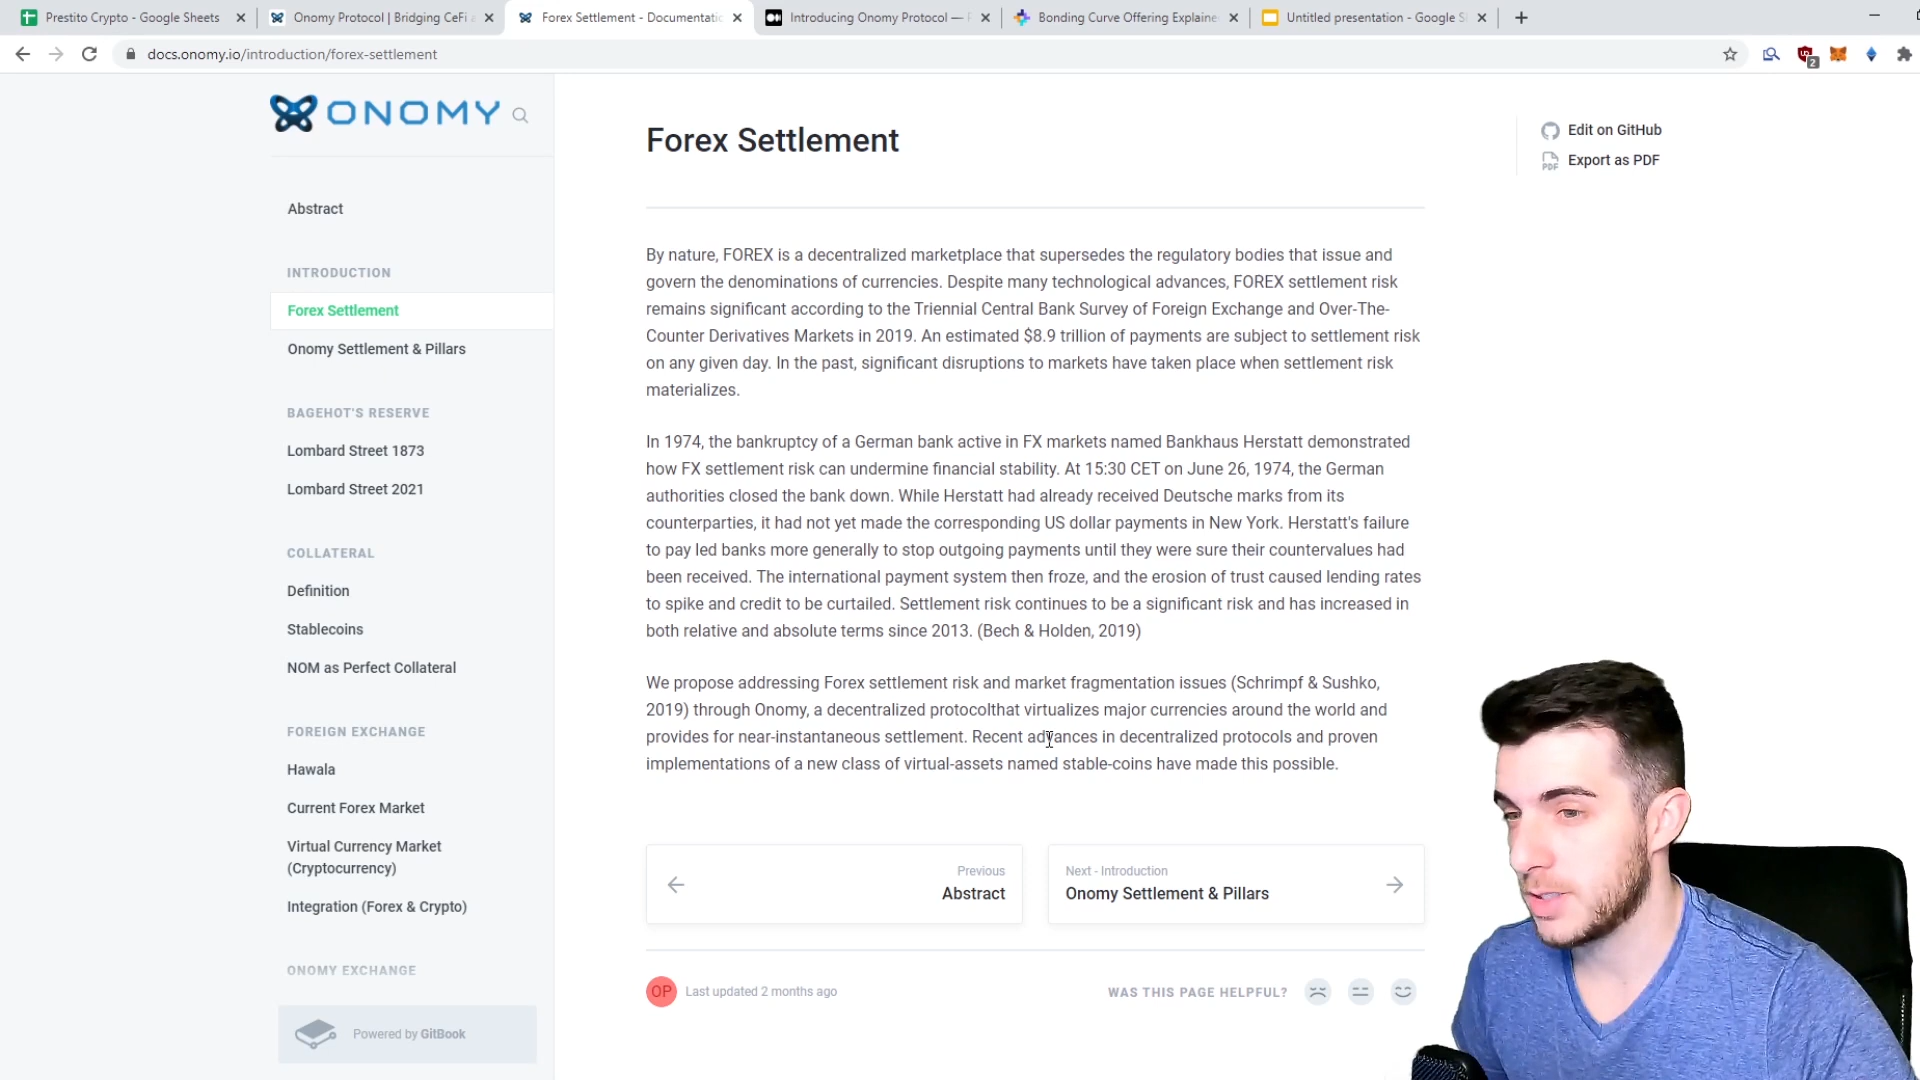 Prestito Crypto - Google Sheets
Onomy Protocol | Bridging CeFi a
Forex Settlement - Documentatio
Introducing Onomy Protocol —
Bonding Curve Offering Explaine
Untitled presentation - Google S
docs.onomy.io/introduction/forex-settlement
2
ONOMY
Abstract
INTRODUCTION
Forex Settlement
Onomy Settlement & Pillars
BAGEHOT'S RESERVE
Lombard Street 1873
Lombard Street 2021
COLLATERAL
Definition
Stablecoins
NOM as Perfect Collateral
FOREIGN EXCHANGE
Hawala
Current Forex Market
Virtual Currency Market
(Cryptocurrency)
Integration (Forex & Crypto)
ONOMY EXCHANGE
Powered by GitBook
Forex Settlement
Edit on GitHub
PDF
Export as PDF
By nature, FOREX is a decentralized marketplace that supersedes the regulatory bodies that issue and
govern the denominations of currencies. Despite many technological advances, FOREX settlement risk
remains significant according to the Triennial Central Bank Survey of Foreign Exchange and Over-The-
Counter Derivatives Markets in 2019. An estimated $8.9 trillion of payments are subject to settlement risk
on any given day. In the past, significant disruptions to markets have taken place when settlement risk
materializes.
In 1974, the bankruptcy of a German bank active in FX markets named Bankhaus Herstatt demonstrated
how FX settlement risk can undermine financial stability. At 15:30 CET on June 26, 1974, the German
authorities closed the bank down. While Herstatt had already received Deutsche marks from its
counterparties, it had not yet made the corresponding US dollar payments in New York. Herstatt's failure
to pay led banks more generally to stop outgoing payments until they were sure their countervalues had
been received. The international payment system then froze, and the erosion of trust caused lending rates
to spike and credit to be curtailed. Settlement risk continues to be a significant risk and has increased in
both relative and absolute terms since 2013. (Bech & Holden, 2019)
We propose addressing Forex settlement risk and market fragmentation issues (Schrimpf & Sushko,
2019) through Onomy, a decentralized protocolthat virtualizes major currencies around the world and
provides for near-instantaneous settlement. Recent advances in decentralized protocols and proven
implementations of a new class of virtual-assets named stable-coins have made this possible.
Previous
Abstract
Next - Introduction
Onomy Settlement & Pillars
OP
Last updated 2 months ago
WAS THIS PAGE HELPFUL?